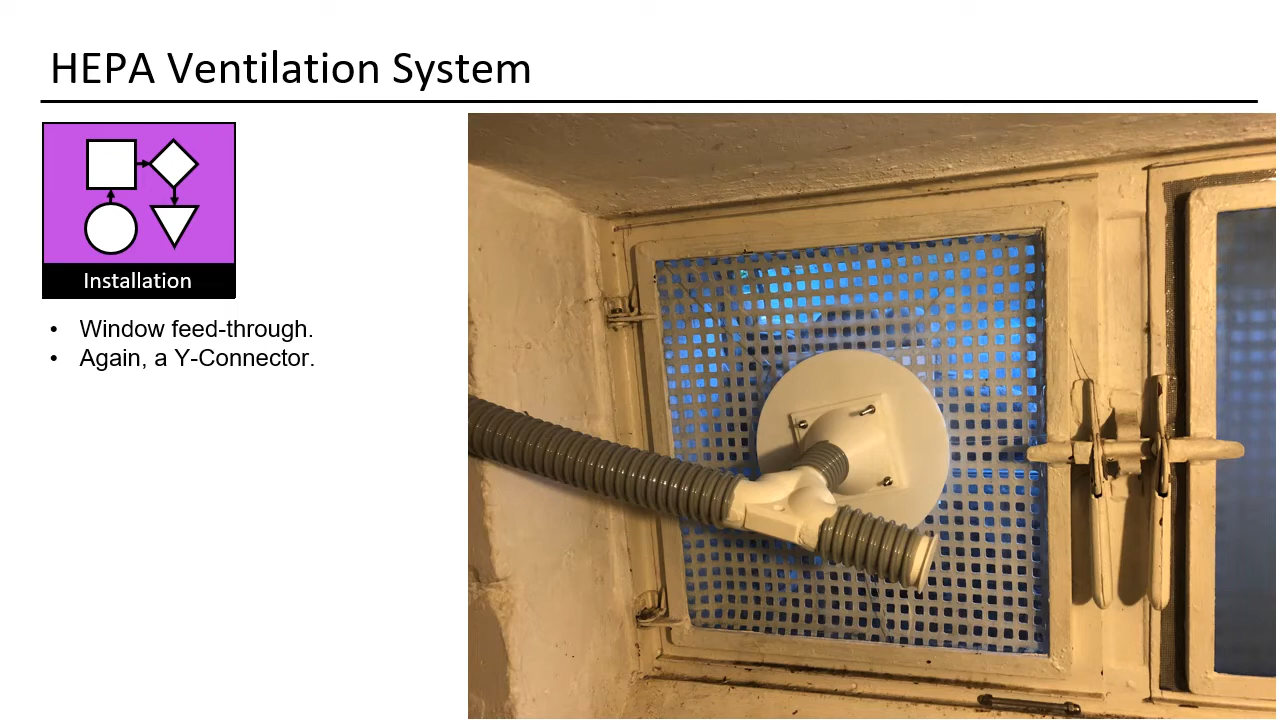 HEPA Ventilation System
Installation
• Window feed-through.
• Again, a Y-Connector.